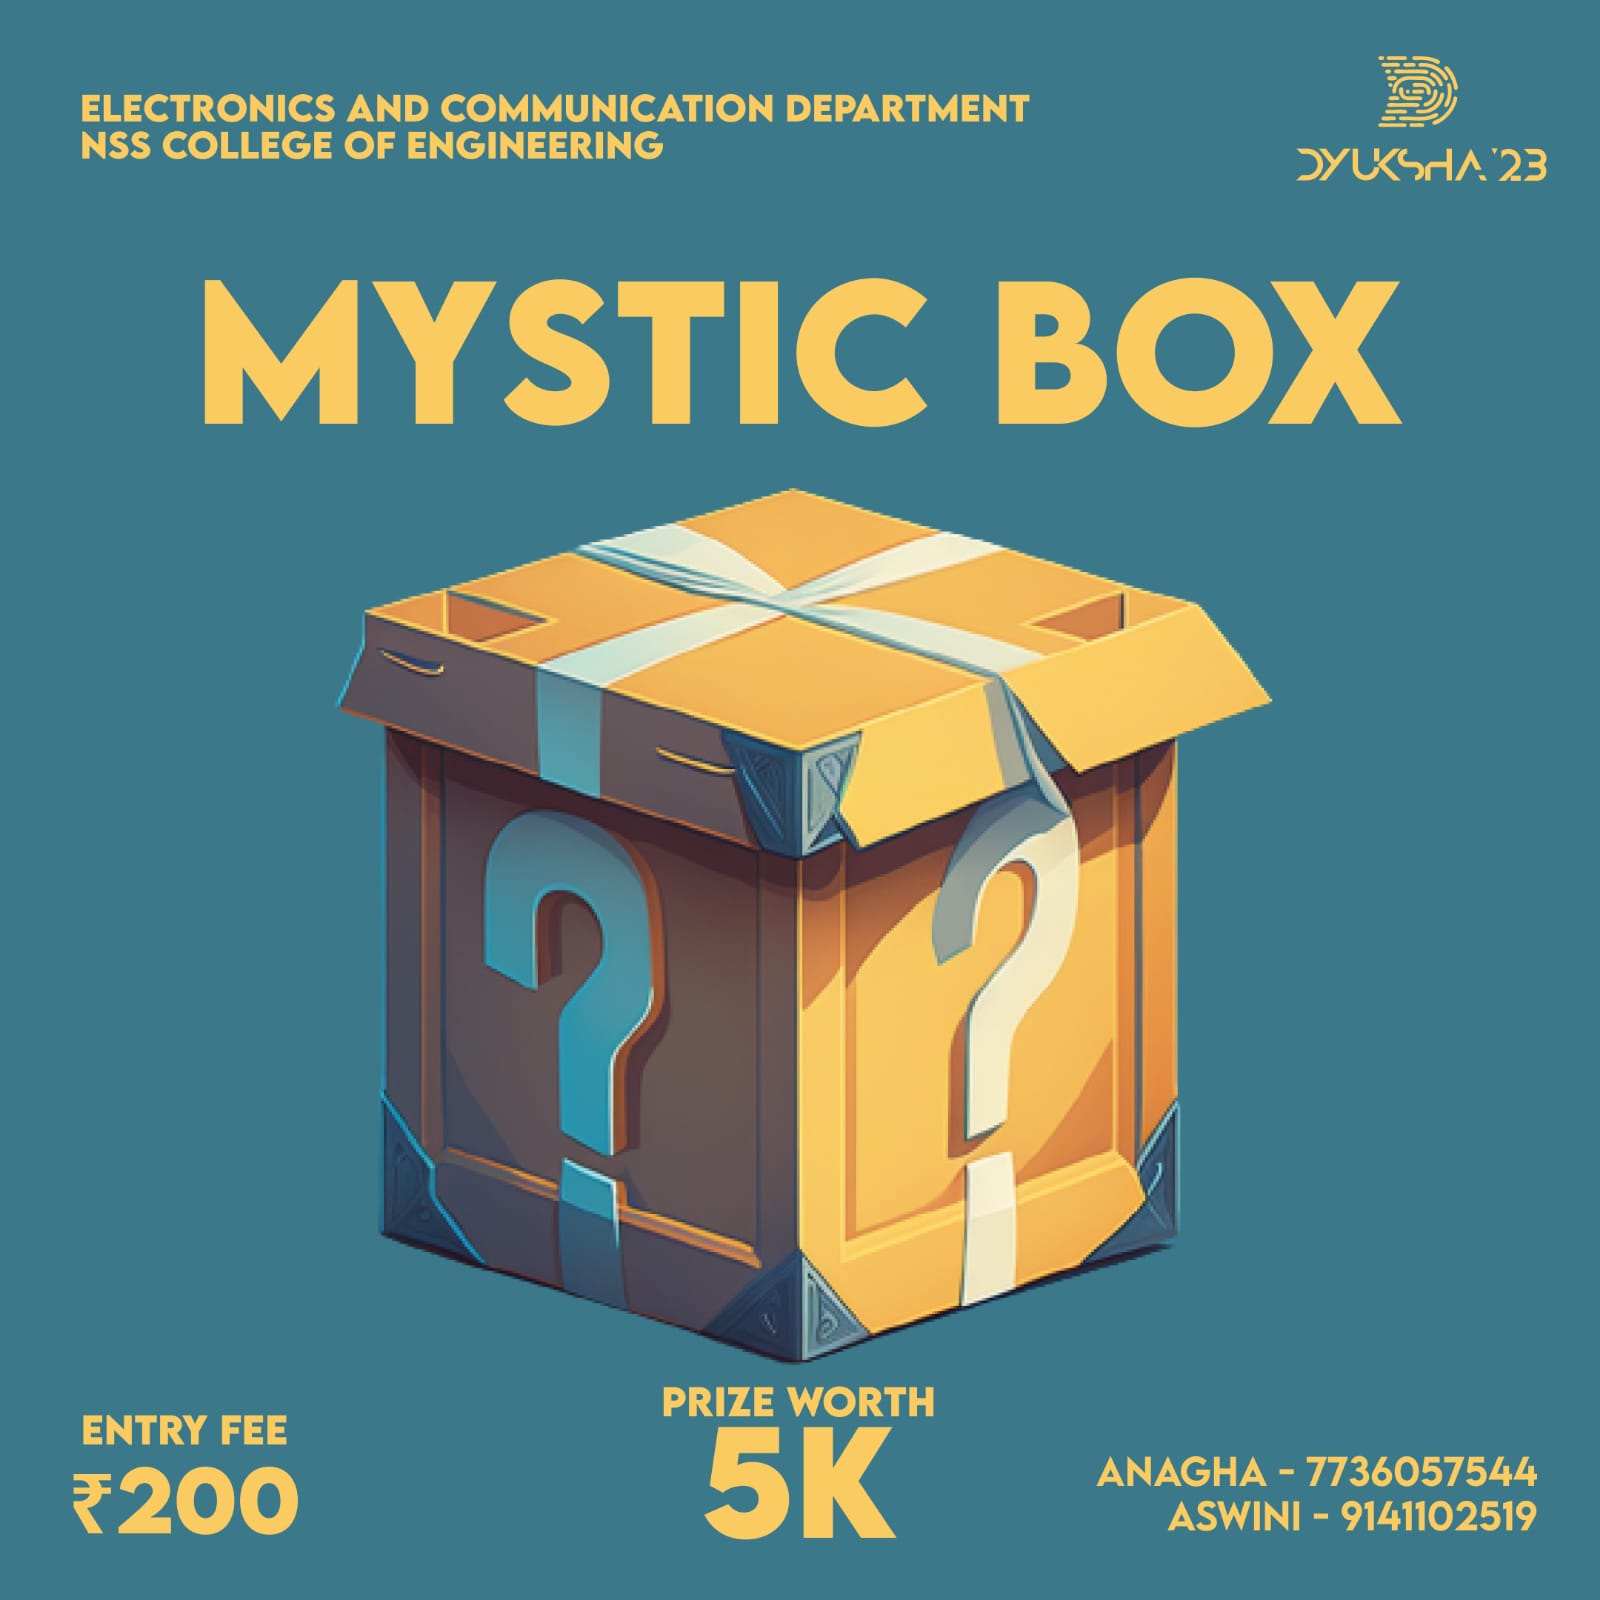 ELECTRONICS AND COMMUNICATION DEPARTMENT
NSS COLLEGE OF ENGINEERING
DYUKSHA'23
MYSTIC BOX
? ?
PRIZE WORTH
5K
ENTRY FEE
₹200
ANAGHA - 7736057544
ASWINI - 9141102519